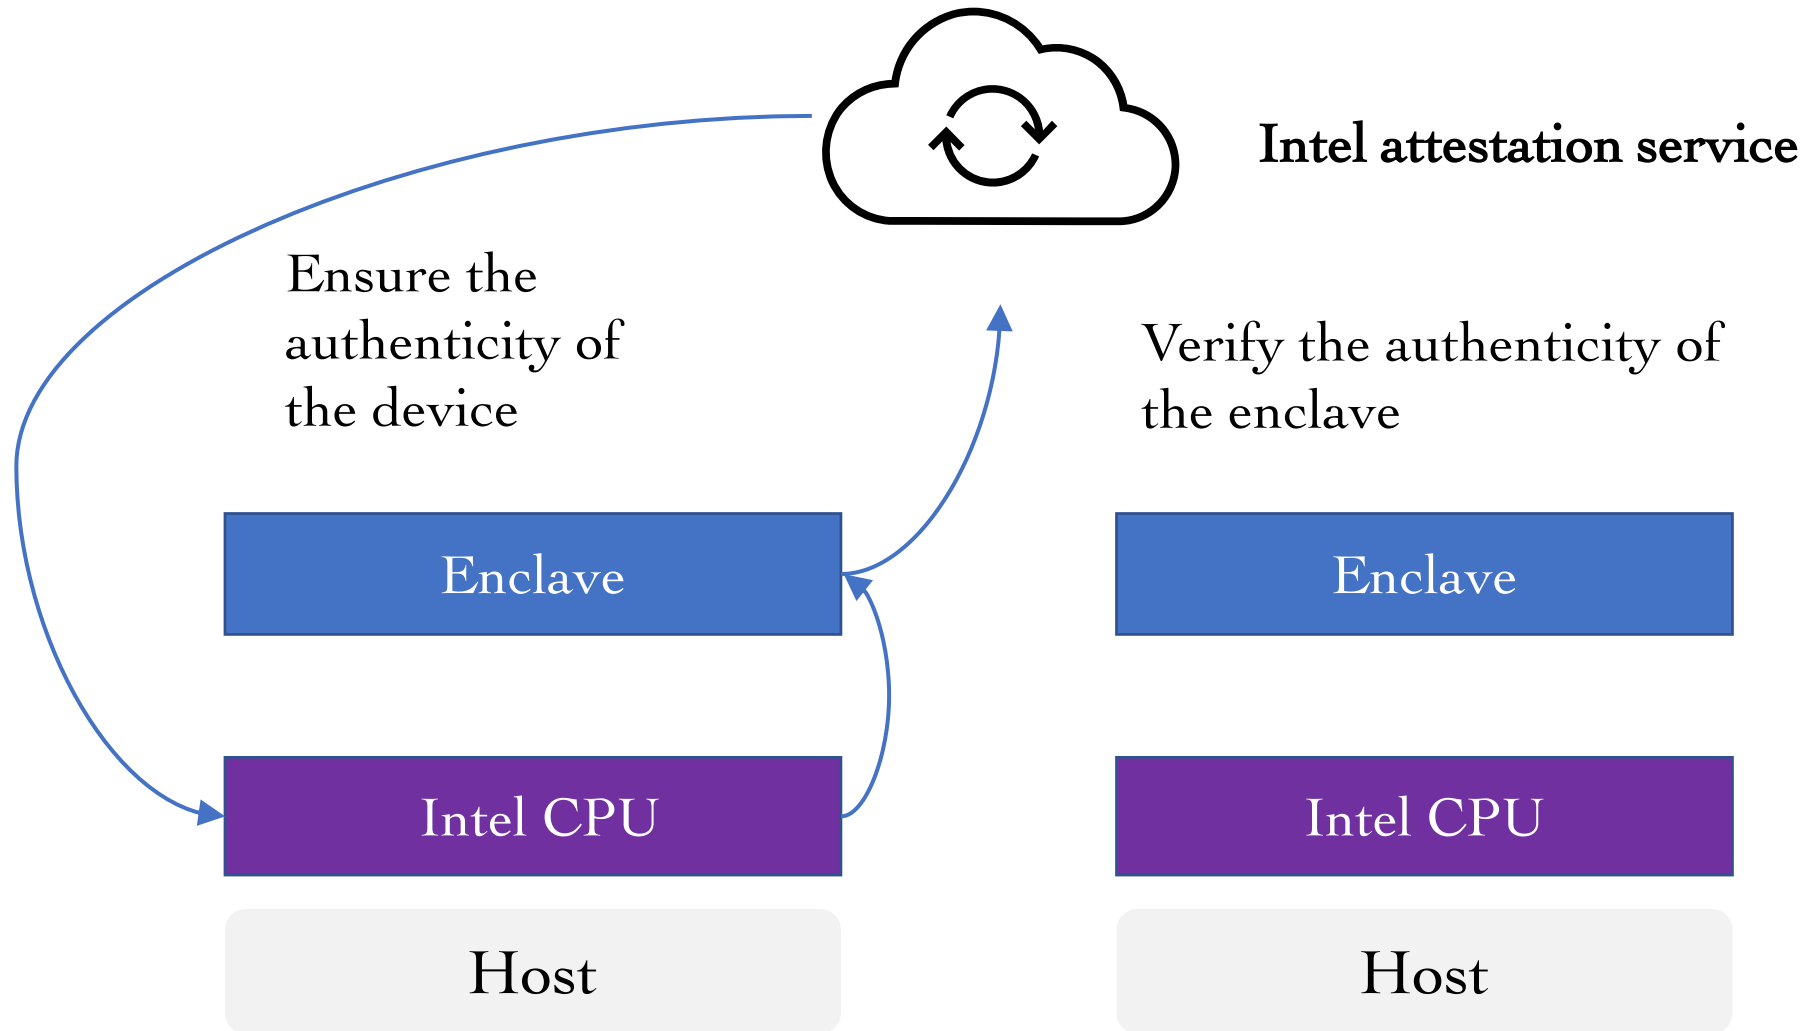 Intel attestation service
Ensure the
authenticity of
the device
Verify the authenticity of
the enclave
Enclave
Enclave
Intel CPU
Intel CPU
Host
Host